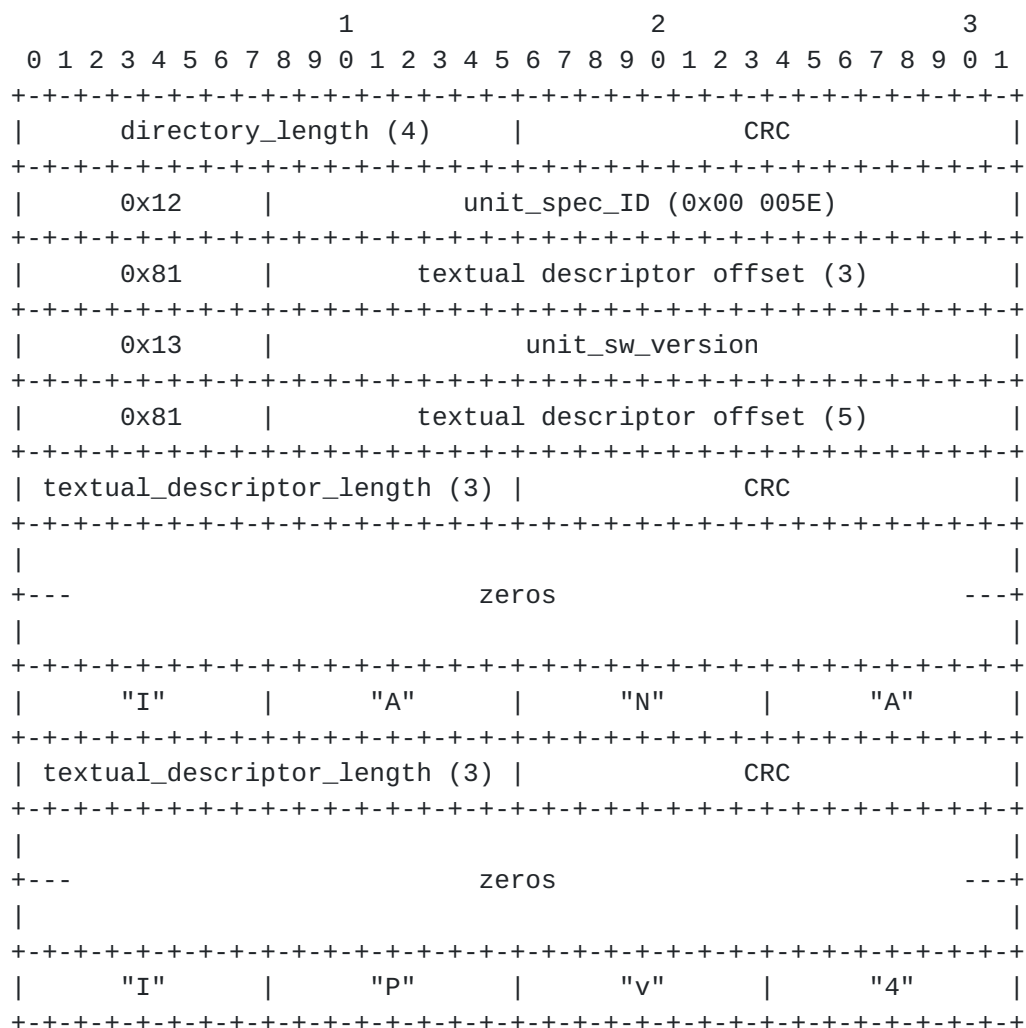 1                   2                   3
 0 1 2 3 4 5 6 7 8 9 0 1 2 3 4 5 6 7 8 9 0 1 2 3 4 5 6 7 8 9 0 1
+-+-+-+-+-+-+-+-+-+-+-+-+-+-+-+-+-+-+-+-+-+-+-+-+-+-+-+-+-+-+-+-+
|      directory_length (4)     |              CRC              |
+-+-+-+-+-+-+-+-+-+-+-+-+-+-+-+-+-+-+-+-+-+-+-+-+-+-+-+-+-+-+-+-+
|      0x12     |            unit_spec_ID (0x00 005E)           |
+-+-+-+-+-+-+-+-+-+-+-+-+-+-+-+-+-+-+-+-+-+-+-+-+-+-+-+-+-+-+-+-+
|      0x81     |         textual descriptor offset (3)         |
+-+-+-+-+-+-+-+-+-+-+-+-+-+-+-+-+-+-+-+-+-+-+-+-+-+-+-+-+-+-+-+-+
|      0x13     |                unit_sw_version                |
+-+-+-+-+-+-+-+-+-+-+-+-+-+-+-+-+-+-+-+-+-+-+-+-+-+-+-+-+-+-+-+-+
|      0x81     |         textual descriptor offset (5)         |
+-+-+-+-+-+-+-+-+-+-+-+-+-+-+-+-+-+-+-+-+-+-+-+-+-+-+-+-+-+-+-+-+
| textual_descriptor_length (3) |              CRC              |
+-+-+-+-+-+-+-+-+-+-+-+-+-+-+-+-+-+-+-+-+-+-+-+-+-+-+-+-+-+-+-+-+
|                                                               |
+---                          zeros                          ---+
|                                                               |
+-+-+-+-+-+-+-+-+-+-+-+-+-+-+-+-+-+-+-+-+-+-+-+-+-+-+-+-+-+-+-+-+
|      "I"      |      "A"      |      "N"      |      "A"      |
+-+-+-+-+-+-+-+-+-+-+-+-+-+-+-+-+-+-+-+-+-+-+-+-+-+-+-+-+-+-+-+-+
| textual_descriptor_length (3) |              CRC              |
+-+-+-+-+-+-+-+-+-+-+-+-+-+-+-+-+-+-+-+-+-+-+-+-+-+-+-+-+-+-+-+-+
|                                                               |
+---                          zeros                          ---+
|                                                               |
+-+-+-+-+-+-+-+-+-+-+-+-+-+-+-+-+-+-+-+-+-+-+-+-+-+-+-+-+-+-+-+-+
|      "I"      |      "P"      |      "v"      |      "4"      |
+-+-+-+-+-+-+-+-+-+-+-+-+-+-+-+-+-+-+-+-+-+-+-+-+-+-+-+-+-+-+-+-+